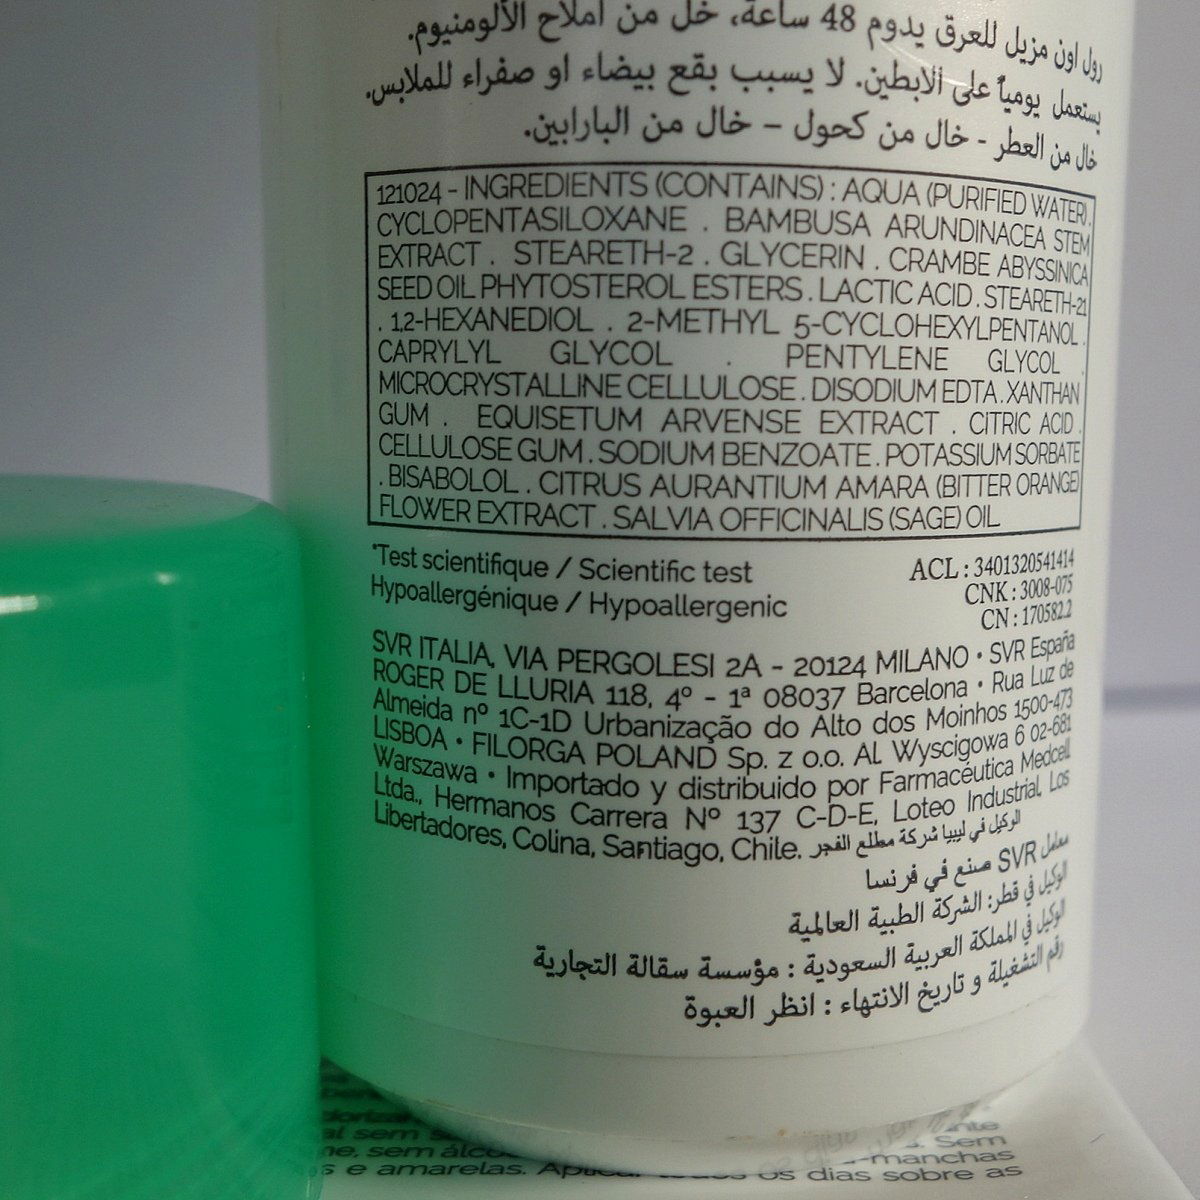 رول اون مزيل للعرق يدوم 48 ساعة، خل من أملاح الألومنيوم.
يستعمل يومياً على الابطين. لا يسبب بقع بيضاء او صفراء للملابس.
خال من العطر - خال من كحول – خال من البارابين.
121024 - INGREDIENTS (CONTAINS) : AQUA (PURIFIED WATER) .
CYCLOPENTASILOXANE . BAMBUSA ARUNDINACEA STEM
EXTRACT . STEARETH-2 . GLYCERIN . CRAMBE ABYSSINICA
SEED OIL PHYTOSTEROL ESTERS . LACTIC ACID . STEARETH-21
. 1,2-HEXANEDIOL . 2-METHYL 5-CYCLOHEXYLPENTANOL .
CAPRYLYL GLYCOL . PENTYLENE GLYCOL .
MICROCRYSTALLINE CELLULOSE . DISODIUM EDTA . XANTHAN
GUM . EQUISETUM ARVENSE EXTRACT . CITRIC ACID .
CELLULOSE GUM . SODIUM BENZOATE . POTASSIUM SORBATE
. BISABOLOL . CITRUS AURANTIUM AMARA (BITTER ORANGE)
FLOWER EXTRACT . SALVIA OFFICINALIS (SAGE) OIL
*Test scientifique / Scientific test
Hypoallergénique / Hypoallergenic
ACL : 3401320541414
CNK : 3008-075
CN : 170582.2
SVR ITALIA, VIA PERGOLESI 2A - 20124 MILANO • SVR España
ROGER DE LLURIA 118, 4º - 1ª 08037 Barcelona • Rua Luz de
Almeida nº 1C-1D Urbanização do Alto dos Moinhos 1500-473
LISBOA • FILORGA POLAND Sp. z o.o. Al. Wyscigowa 6 02-681
Warszawa • Importado y distribuido por Farmacéutica Medcell
Ltda., Hermanos Carrera Nº 137 C-D-E, Loteo Industrial, Los
Libertadores, Colina, Santiago, Chile. الوكيل في ليبيا شركة مطلع الفجر
معامل SVR صنع في فرنسا
الوكيل في قطر: الشركة الطبية العالمية
الوكيل في المملكة العربية السعودية : مؤسسة سقالة التجارية
رقم التشغيلة و تاريخ الانتهاء : انظر العبوة
al sem
sem álco
Sem
-manchas
s e amarelas. os dias sobre as